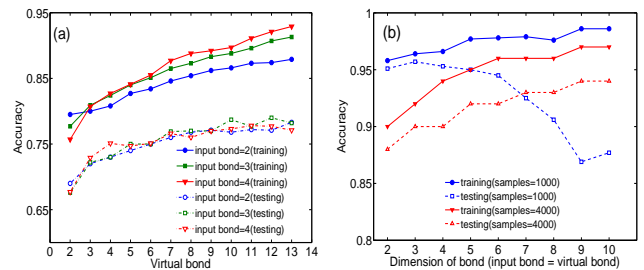 (a)
Accuracy
0.95
0.85
0.75
0.65
0 1 2 3 4 5 6 7 8 9 10 11 12 13 14
Virtual bond
input bond=2(training)
input bond=3(training)
input bond=4(training)
input bond=2(testing)
input bond=3(testing)
input bond=4(testing)
(b)
Accuracy
1
0.95
0.9
0.85
0.8
2 3 4 5 6 7 8 9 10
Dimension of bond (input bond = virtual bond)
training(samples=1000)
testing(samples=1000)
training(samples=4000)
testing(samples=4000)